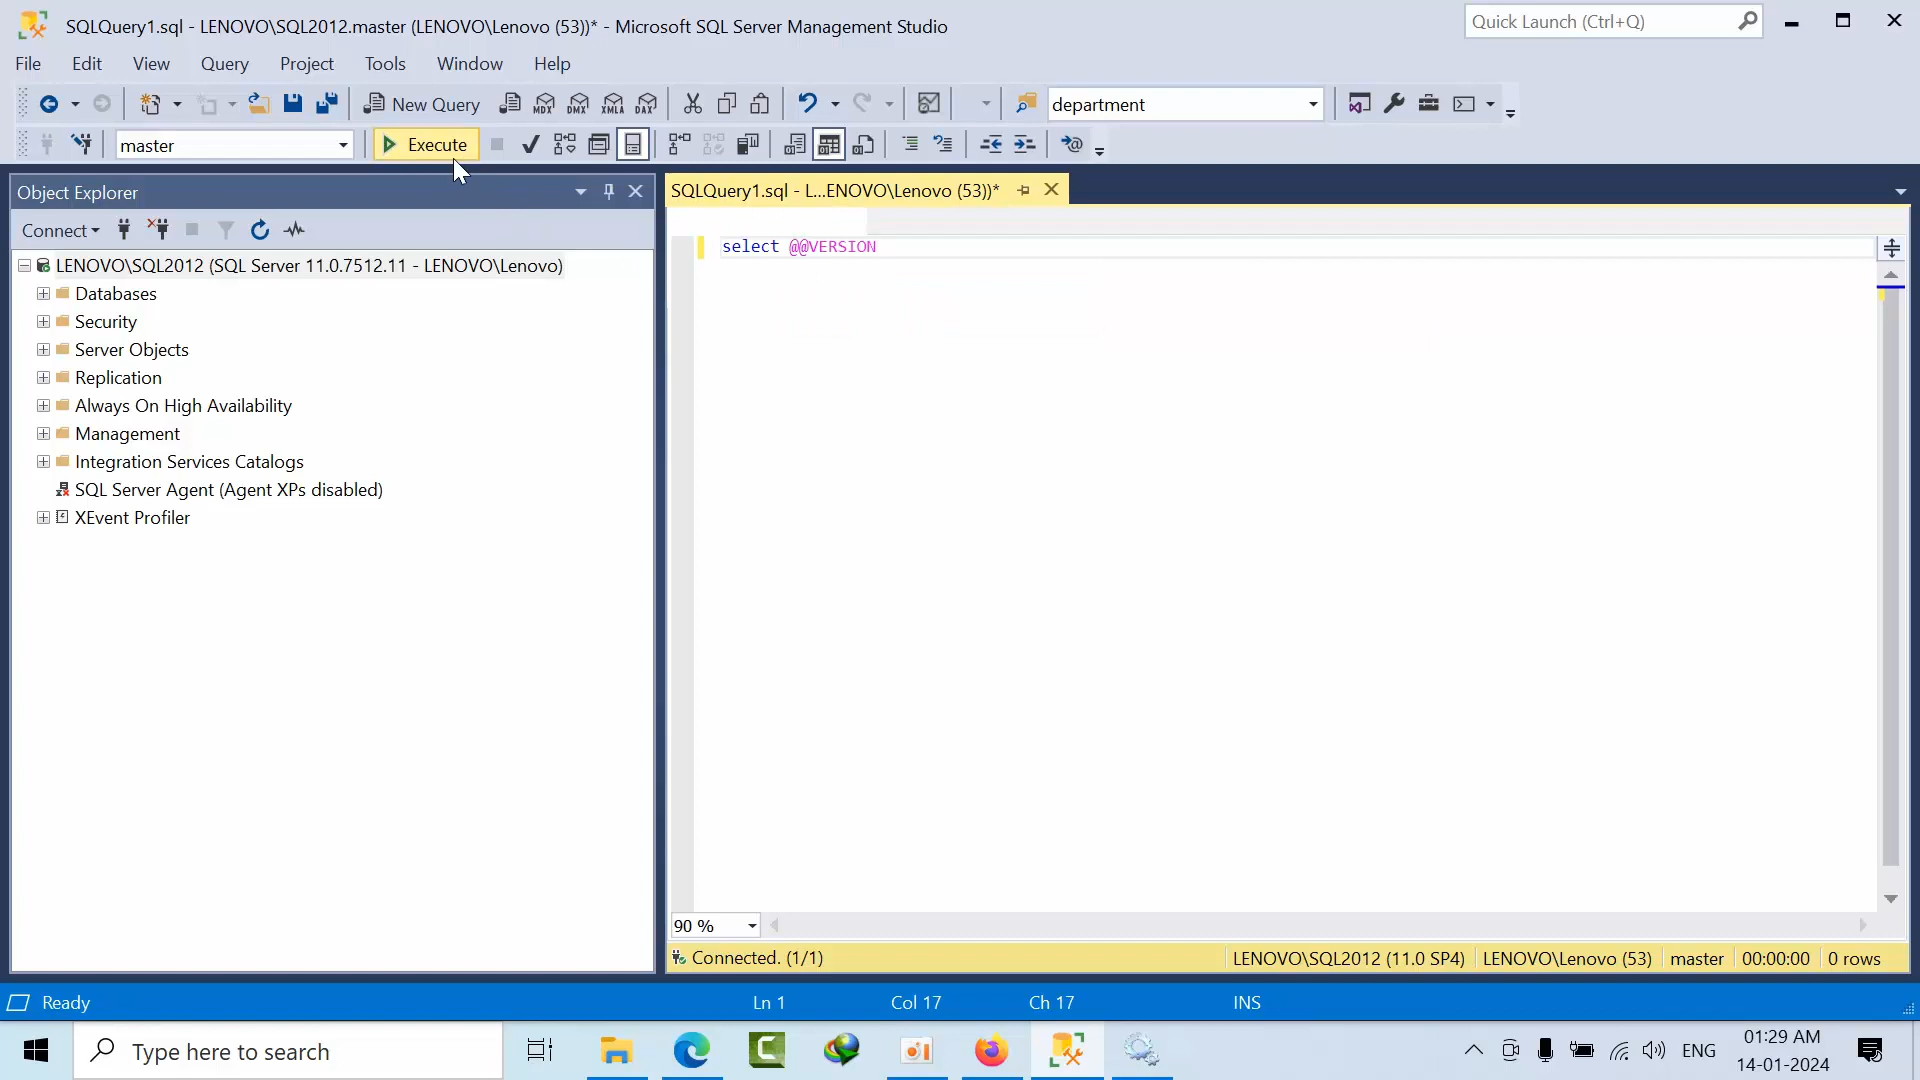 SQLQuery1.sql - LENOVO\SQL2012.master (LENOVO\Lenovo (53))* - Microsoft SQL Server Management Studio
Quick Launch (Ctrl+Q)
File Edit View Query Project Tools Window Help
New Query MDX DMX XMLA DAX department
master Execute
Object Explorer
SQLQuery1.sql - L...ENOVO\Lenovo (53))*
Connect
select @@VERSION
LENOVO\SQL2012 (SQL Server 11.0.7512.11 - LENOVO\Lenovo)
Databases
Security
Server Objects
Replication
Always On High Availability
Management
Integration Services Catalogs
SQL Server Agent (Agent XPs disabled)
XEvent Profiler
90 %
Connected. (1/1) LENOVO\SQL2012 (11.0 SP4) LENOVO\Lenovo (53) master 00:00:00 0 rows
Ready Ln 1 Col 17 Ch 17 INS
Type here to search
ENG
01:29 AM
14-01-2024